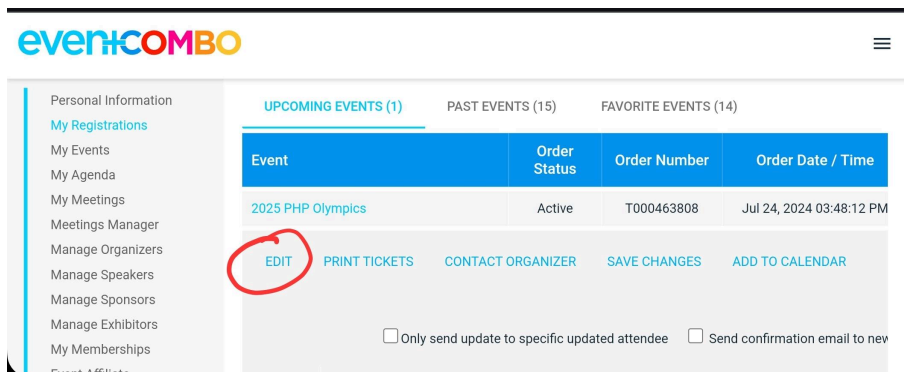 eventCOMBO
Personal Information
My Registrations
My Events
My Agenda
My Meetings
Meetings Manager
Manage Organizers
Manage Speakers
Manage Sponsors
Manage Exhibitors
My Memberships
Event Affiliate
UPCOMING EVENTS (1) PAST EVENTS (15) FAVORITE EVENTS (14)
Event Order Status Order Number Order Date / Time
2025 PHP Olympics Active T000463808 Jul 24, 2024 03:48:12 PM
EDIT PRINT TICKETS CONTACT ORGANIZER SAVE CHANGES ADD TO CALENDAR
Only send update to specific updated attendee Send confirmation email to new